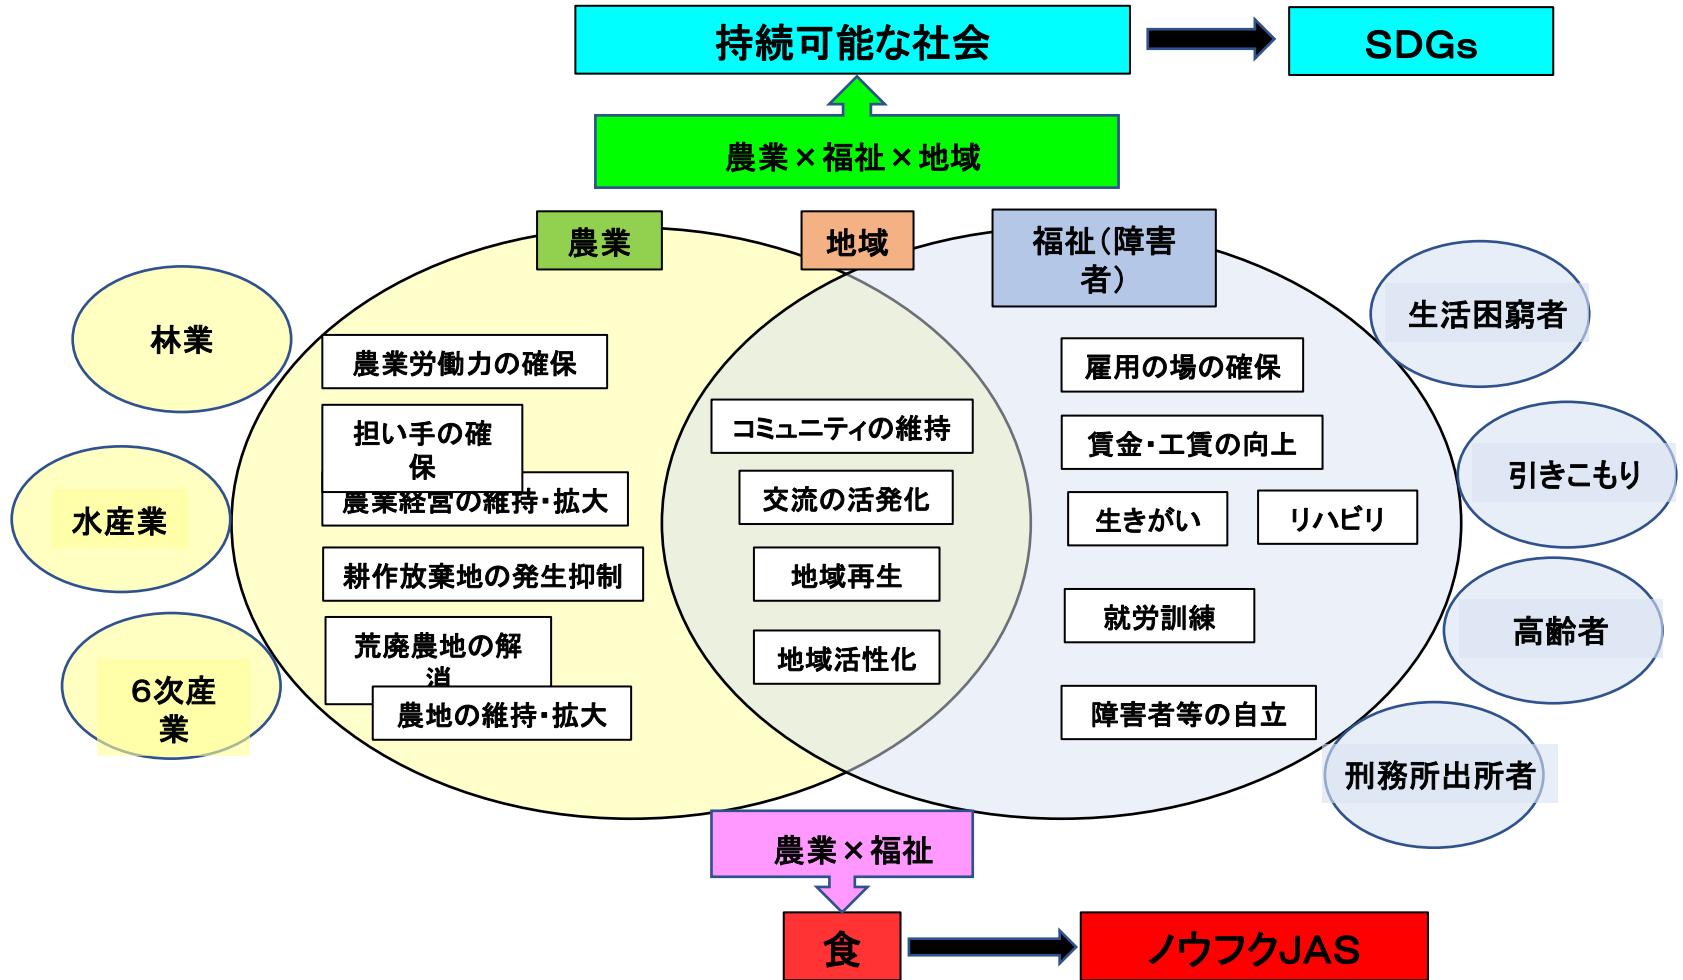 持続可能な社会
SDGs
農業×福祉×地域
農業
地域
福祉(障害
者)
林業
水産業
6次産
業
農業労働力の確保
担い手の確
保
農業経営の維持・拡大
耕作放棄地の発生抑制
荒廃農地の解
消
農地の維持・拡大
コミュニティの維持
交流の活発化
地域再生
地域活性化
雇用の場の確保
賃金・工賃の向上
生きがい
リハビリ
就労訓練
障害者等の自立
生活困窮者
引きこもり
高齢者
刑務所出所者
農業×福祉
食
ノウフクJAS